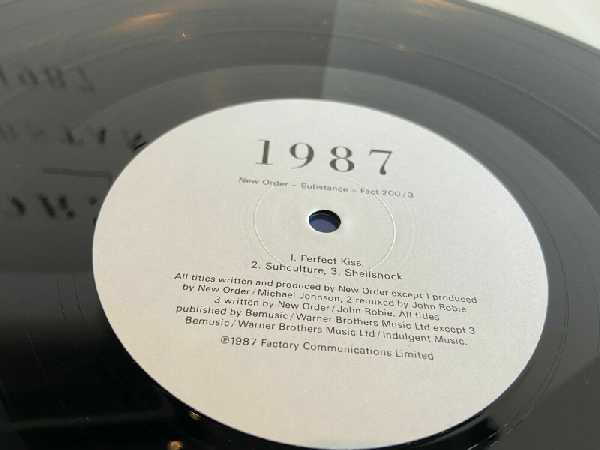 1987
New Order – Substance – Fact 200/3
1. Perfect Kiss,
2. Subculture, 3. Shellshock
All titles written and produced by New Order except 1 produced
by New Order/Michael Johnson, 2 remixed by John Robie
3 written by New Order/John Robie. All titles
published by Bemusic/Warner Brothers Music Ltd except 3
Bemusic/Warner Brothers Music Ltd/Indulgent Music.
℗1987 Factory Communications Limited